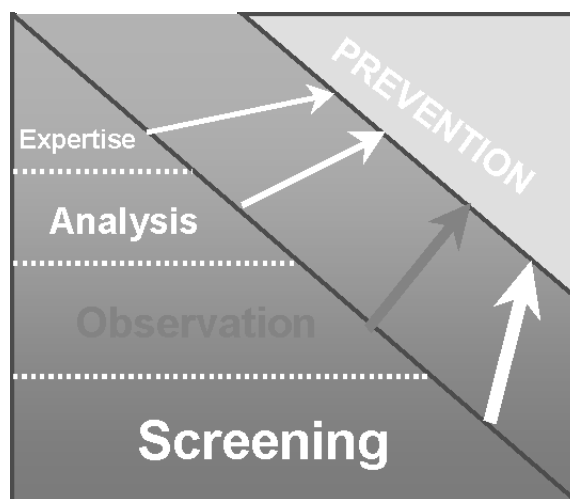 PREVENTION
Expertise
Analysis
Observation
Screening